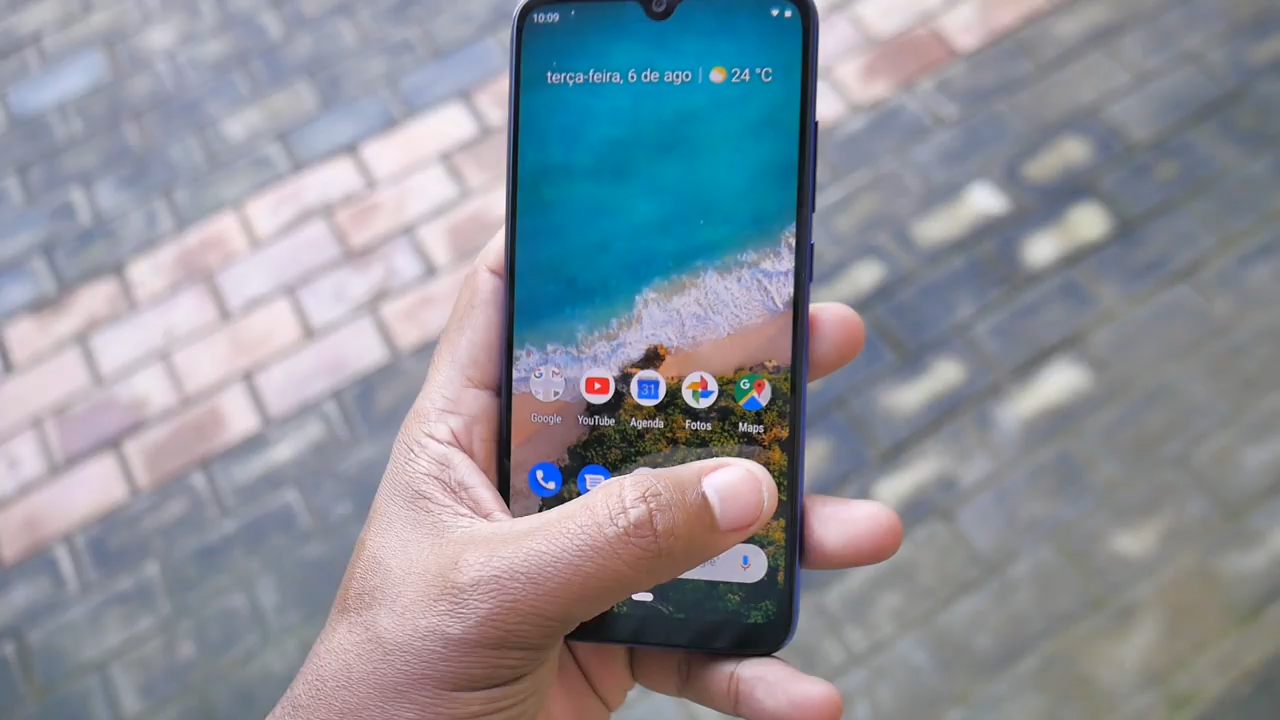 10:09
terça-feira, 6 de ago | 24 °C
G M
31
G
Google YouTube Agenda Fotos Maps